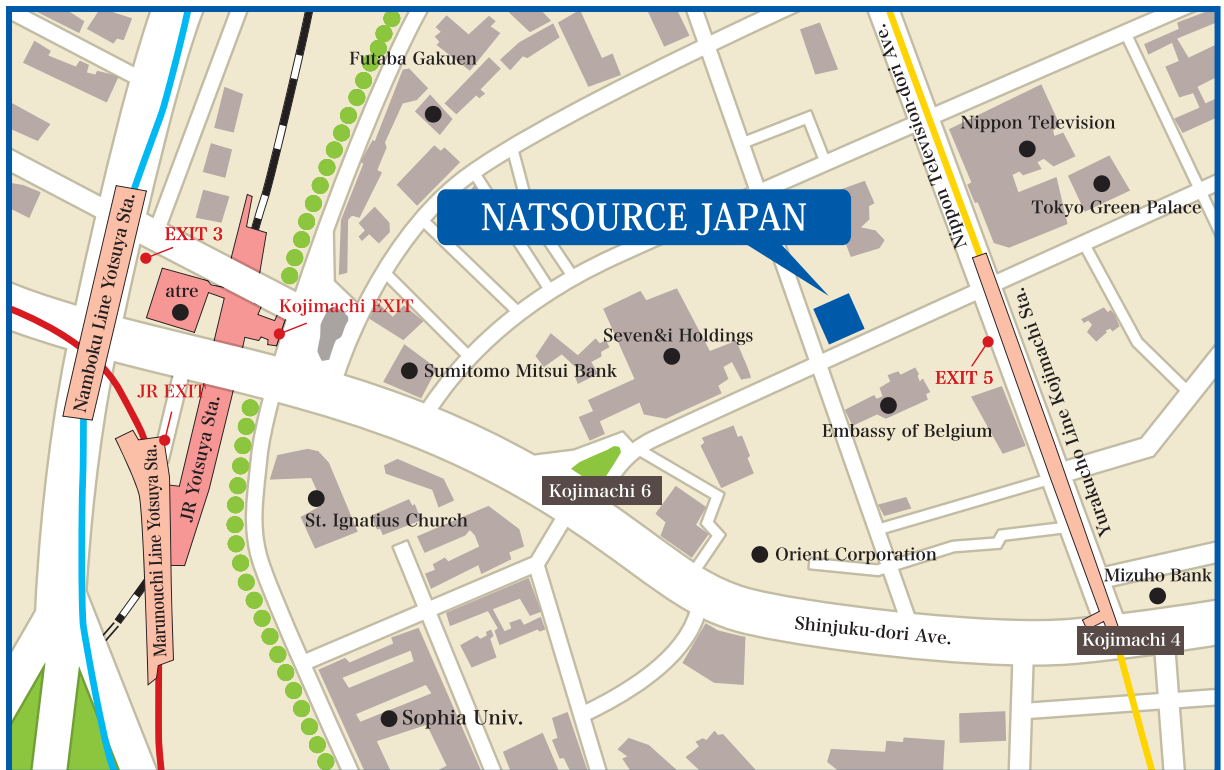 Futaba Gakuen
Nippon Television-dori Ave.
Nippon Television
Tokyo Green Palace
NATSOURCE JAPAN
Namboku Line Yotsuya Sta.
EXIT 3
atre
Kojimachi EXIT
Seven&i Holdings
Sumitomo Mitsui Bank
EXIT 5
Yurakucho Line Kojimachi Sta.
JR EXIT
JR Yotsuya Sta.
Marunouchi Line Yotsuya Sta.
Embassy of Belgium
Kojimachi 6
St. Ignatius Church
Orient Corporation
Mizuho Bank
Shinjuku-dori Ave.
Kojimachi 4
Sophia Univ.